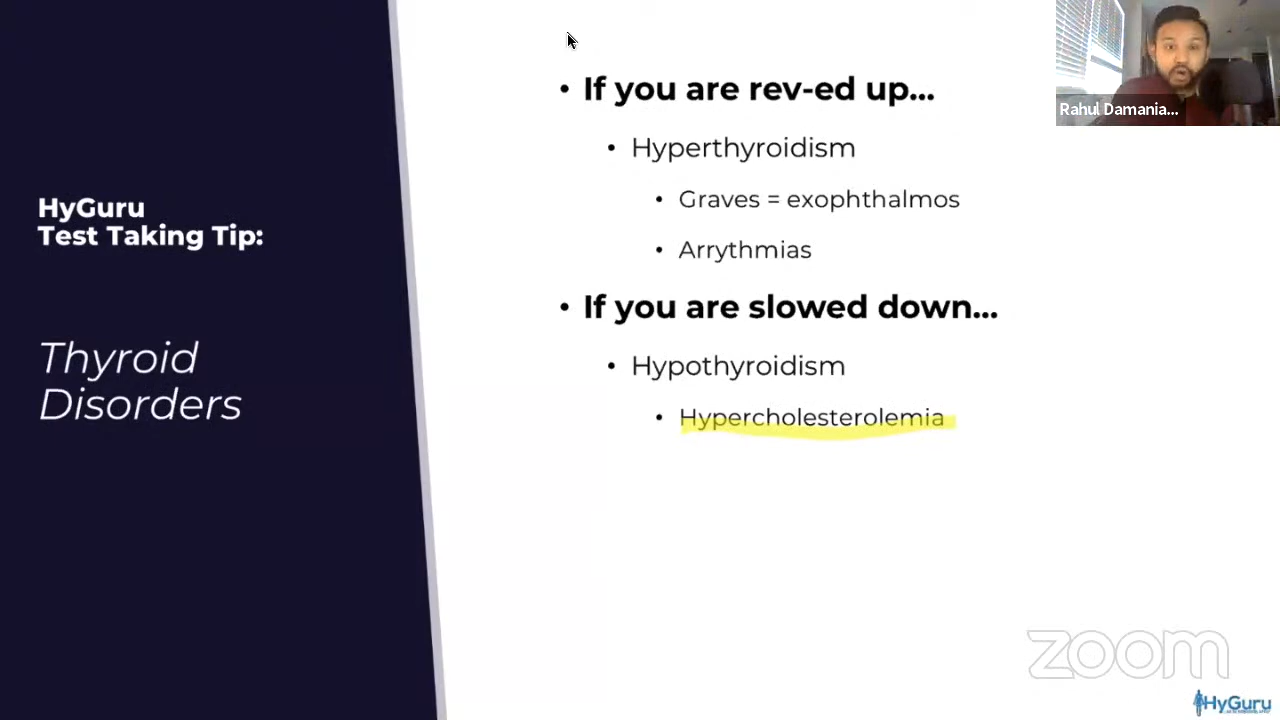 HyGuru
Test Taking Tip:
Thyroid
Disorders
• If you are rev-ed up...
• Hyperthyroidism
• Graves = exophthalmos
• Arrythmias
• If you are slowed down...
• Hypothyroidism
• Hypercholesterolemia
Rahul Damania...
zoom
HyGuru